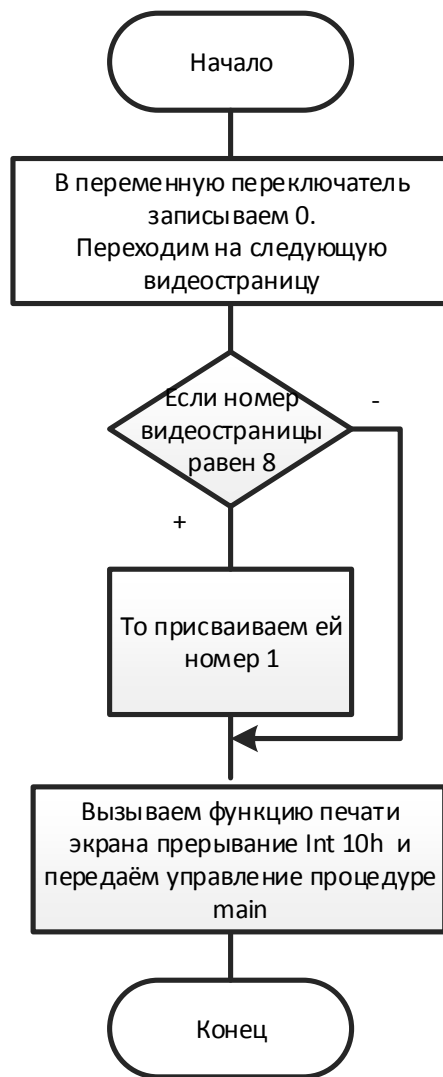 Начало
В переменную переключатель
записываем 0.
Переходим на следующую
видеостраницу
Если номер
видеостраницы
равен 8
-
+
То присваиваем ей
номер 1
Вызываем функцию печати
экрана прерывание Int 10h и
передаём управление процедуре
main
Конец